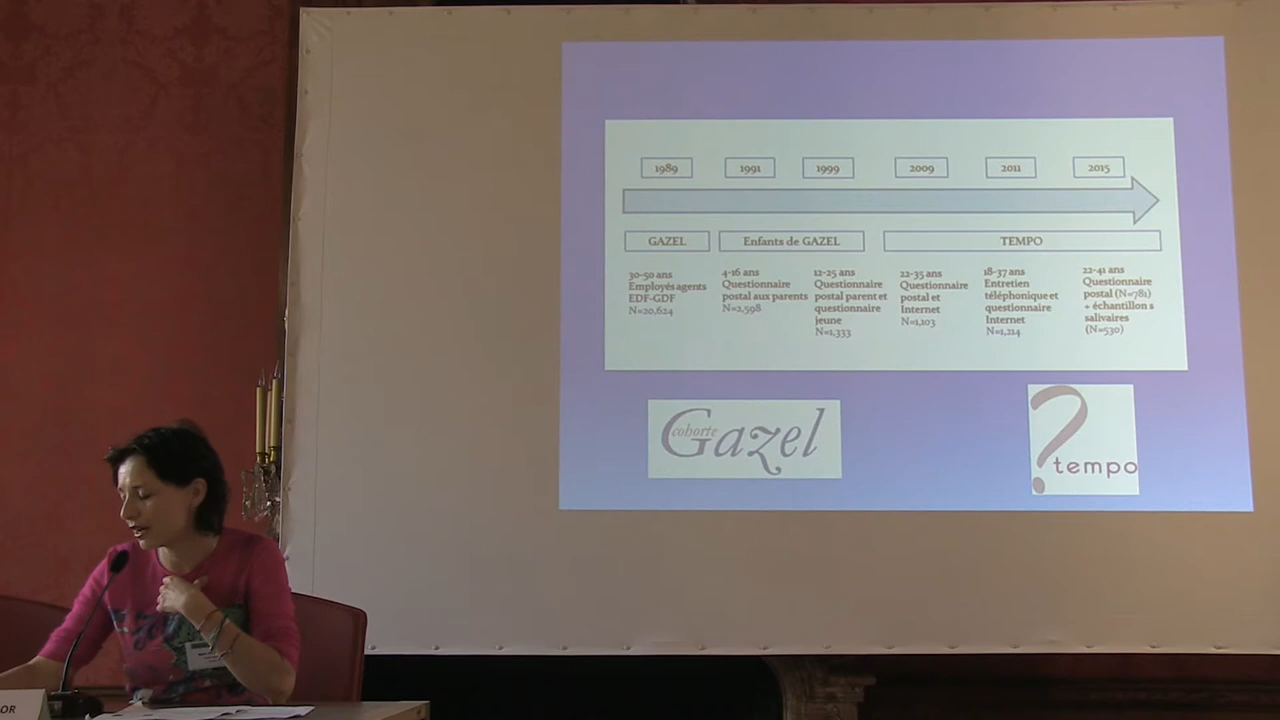 1989
1991
1999
2009
2011
2015
GAZEL
Enfants de GAZEL
TEMPO
30-50 ans
Employés agents
EDF-GDF
N=20,624
4-16 ans
Questionnaire
postal aux parents
N=2,598
12-25 ans
Questionnaire
postal parent et
questionnaire
jeune
N=1,333
22-35 ans
Questionnaire
postal et
Internet
N=1,103
18-37 ans
Entretien
téléphonique et
questionnaire
Internet
N=1,214
22-41 ans
Questionnaire
postal (N=781)
+ échantillon s
salivaires
(N=530)
cohorte
Gazel
?
tempo
OR